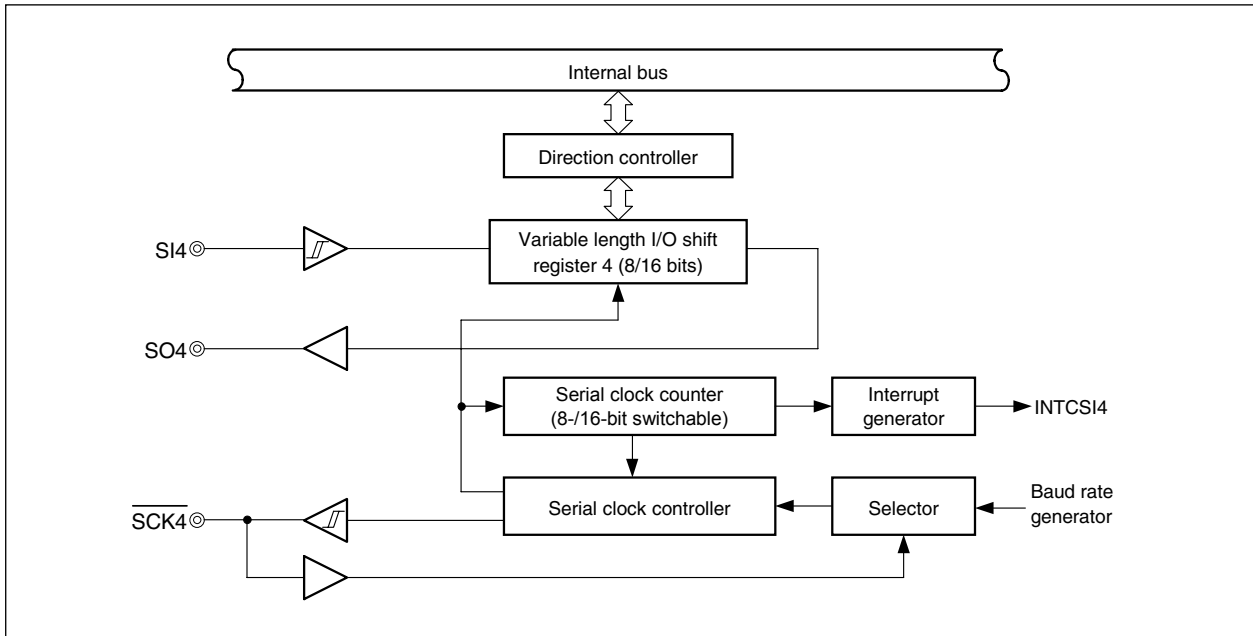 Internal bus
Direction controller
SI4
Variable length I/O shift
register 4 (8/16 bits)
SO4
Serial clock counter
(8-/16-bit switchable)
Interrupt
generator
INTCSI4
SCK4
Serial clock controller
Selector
Baud rate
generator